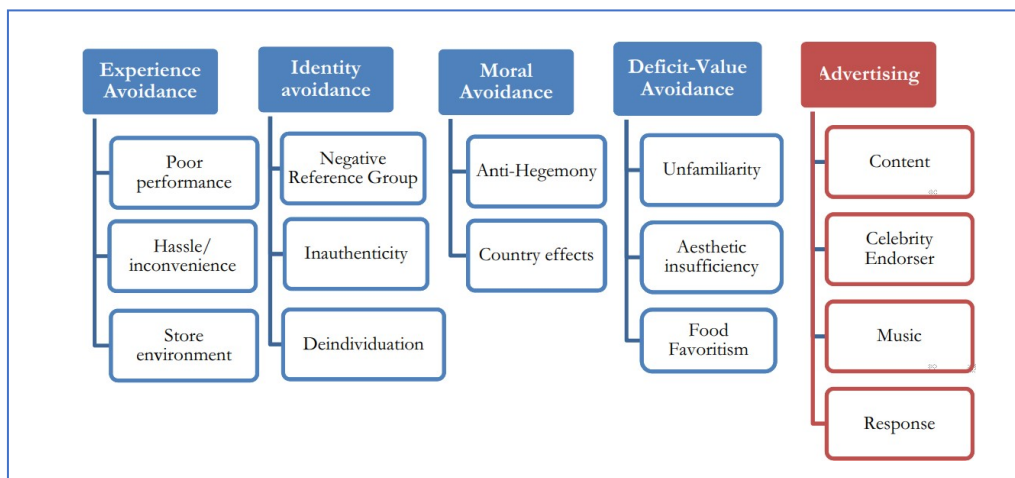 Experience
Avoidance
Poor
performance
Hassle/
inconvenience
Store
environment
Identity
avoidance
Negative
Reference Group
Inauthenticity
Deindividuation
Moral
Avoidance
Anti-Hegemony
Country effects
Deficit-Value
Avoidance
Unfamiliarity
Aesthetic
insufficiency
Food
Favoritism
Advertising
Content
Celebrity
Endorser
Music
Response